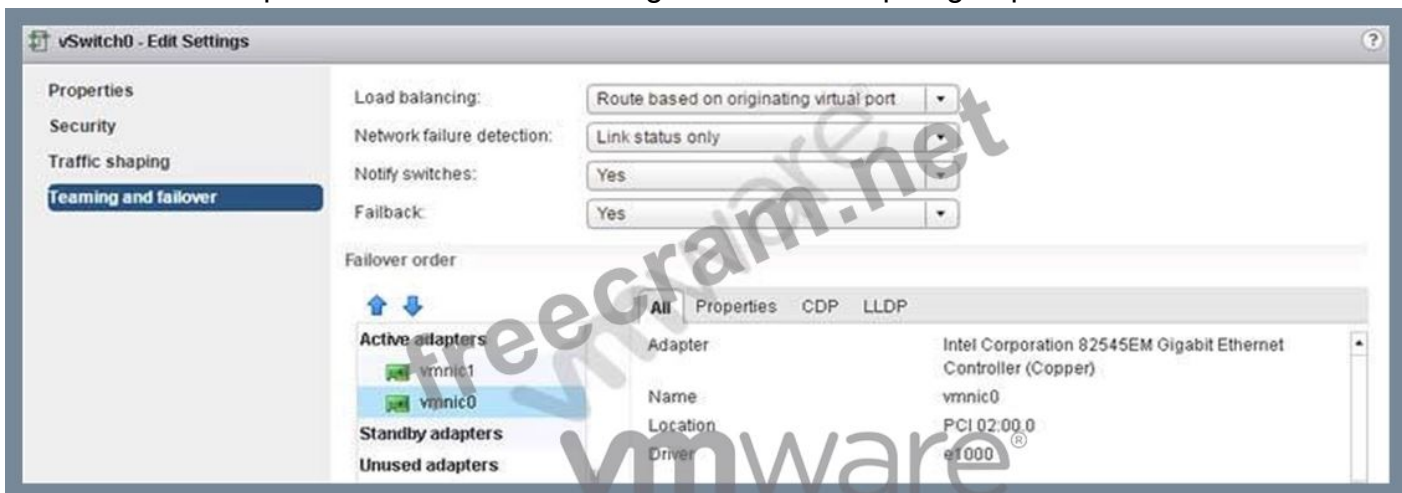 vSwitch0 - Edit Settings
?
Properties
Security
Traffic shaping
Teaming and failover
Load balancing: Route based on originating virtual port
Network failure detection: Link status only
Notify switches: Yes
Failback: Yes
Failover order
Active adapters
vmnic1
vmnic0
Standby adapters
Unused adapters
All Properties CDP LLDP
Adapter Intel Corporation 82545EM Gigabit Ethernet
Controller (Copper)
Name vmnic0
Location PCI 02:00.0
Driver e1000
freecram.net
vmware
vmware®